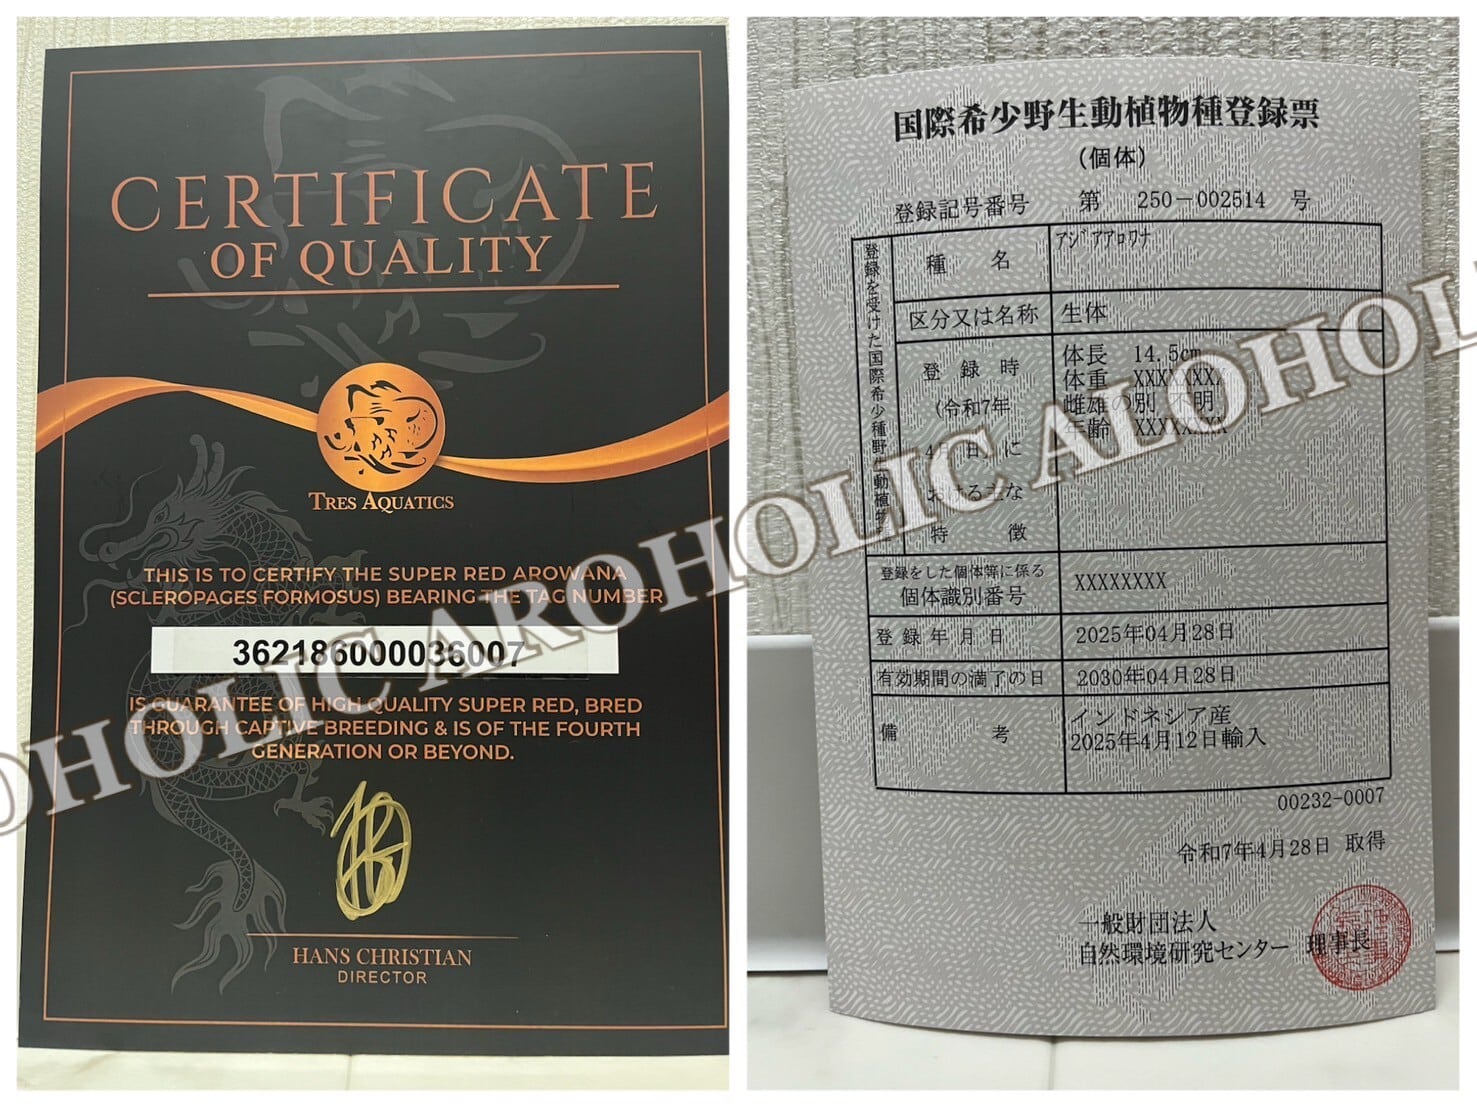 CERTIFICATE
OF QUALITY
TRES AQUATICS
THIS IS TO CERTIFY THE SUPER RED AROWANA
(SCLEROPAGES FORMOSUS) BEARING THE TAG NUMBER
362186000036007
IS GUARANTEE OF HIGH QUALITY SUPER RED, BRED
THROUGH CAPTIVE BREEDING & IS OF THE FOURTH
GENERATION OR BEYOND.
HANS CHRISTIAN
DIRECTOR
国際希少野生動植物種登録票
(個体)
登録記号番号 第 250-002514 号
登録を受けた国際希少野生動植物
種 名 アジアアロワナ
区分又は名称 生体
登 録 時
(令和7年
4月 日)に
おける主な
特 徴
体長 14.5cm
体重 XXXXXXXX
雌雄の別 不明
年齢 XXXXXXXX
登録をした個体等に係る
個体識別番号 XXXXXXXX
登 録 年 月 日 2025年04月28日
有効期間の満了の日 2030年04月28日
備 考 インドネシア産
2025年4月12日輸入
00232-0007
令和7年4月28日 取得
一般財団法人
自然環境研究センター 理事長
AROHOLIC